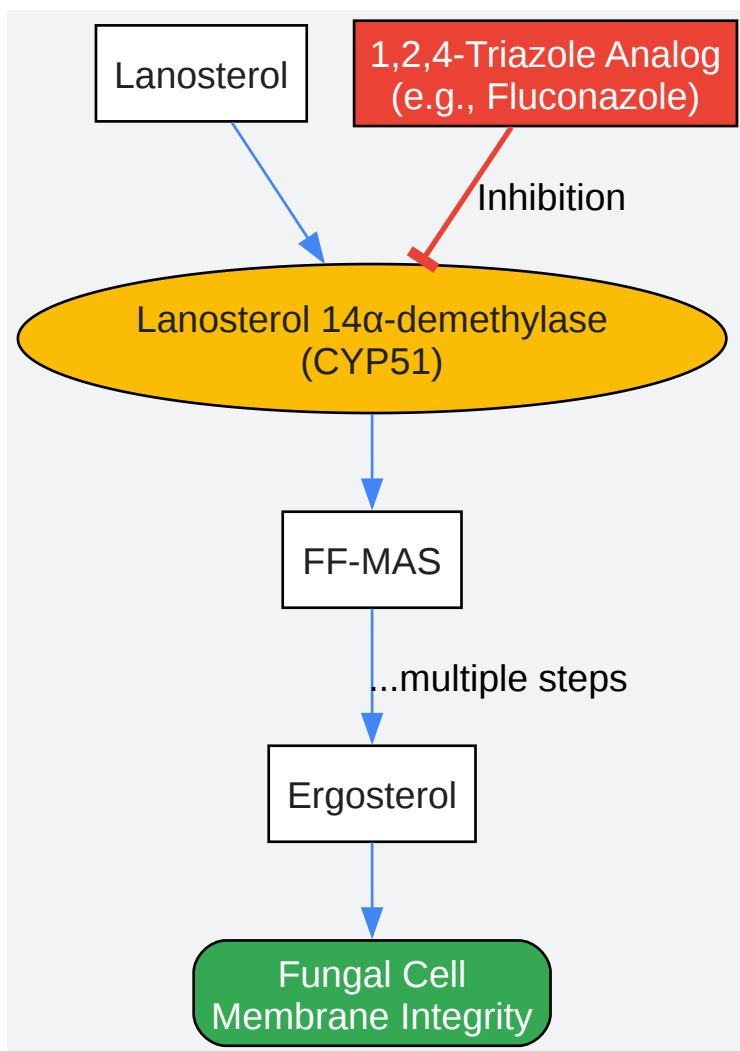 Lanosterol
1,2,4-Triazole Analog
(e.g., Fluconazole)
Inhibition
Lanosterol 14α-demethylase
(CYP51)
FF-MAS
...multiple steps
Ergosterol
Fungal Cell
Membrane Integrity